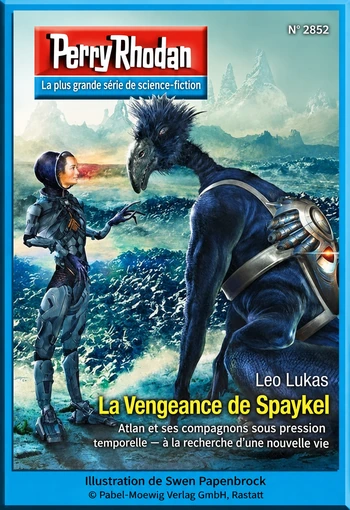 N° 2852
Perry Rhodan
La plus grande série de science-fiction
Leo Lukas
La Vengeance de Spaykel
Atlan et ses compagnons sous pression
temporelle — à la recherche d'une nouvelle vie
Illustration de Swen Papenbrock
© Pabel-Moewig Verlag GmbH, Rastatt